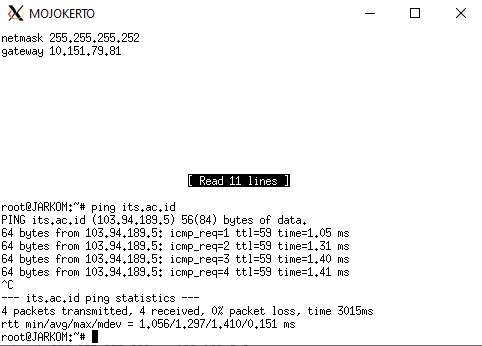 MOJOKERTO
netmask 255.255.255.252
gateway 10.151.79.81
[ Read 11 lines ]
root@JARKOM:~# ping its.ac.id
PING its.ac.id (103.94.189.5) 56(84) bytes of data.
64 bytes from 103.94.189.5: icmp_req=1 ttl=59 time=1.05 ms
64 bytes from 103.94.189.5: icmp_req=2 ttl=59 time=1.31 ms
64 bytes from 103.94.189.5: icmp_req=3 ttl=59 time=1.40 ms
64 bytes from 103.94.189.5: icmp_req=4 ttl=59 time=1.41 ms
^C
--- its.ac.id ping statistics ---
4 packets transmitted, 4 received, 0% packet loss, time 3015ms
rtt min/avg/max/mdev = 1.056/1.297/1.410/0.151 ms
root@JARKOM:~#